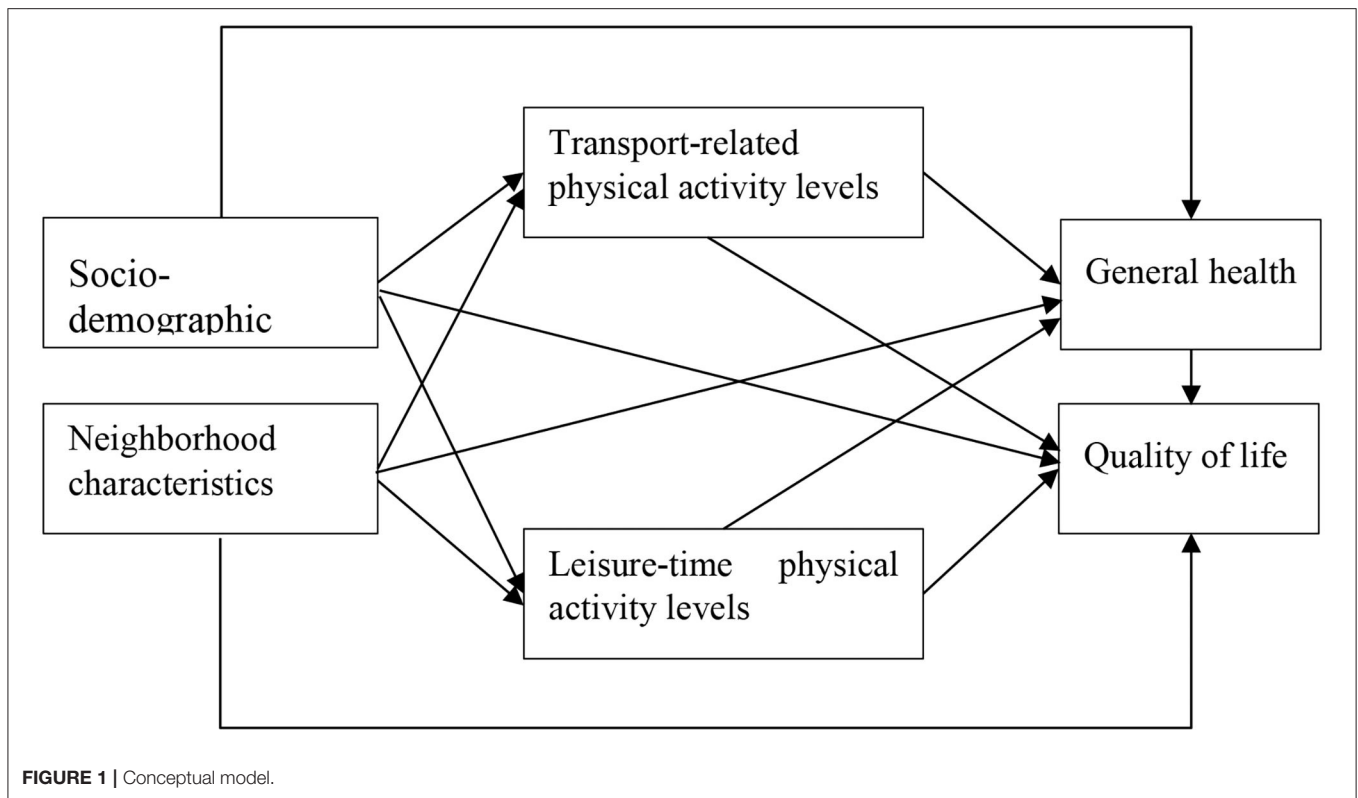 Transport-related
physical activity levels
Socio-
demographic
General health
Neighborhood
characteristics
Quality of life
Leisure-time physical
activity levels
FIGURE 1 | Conceptual model.